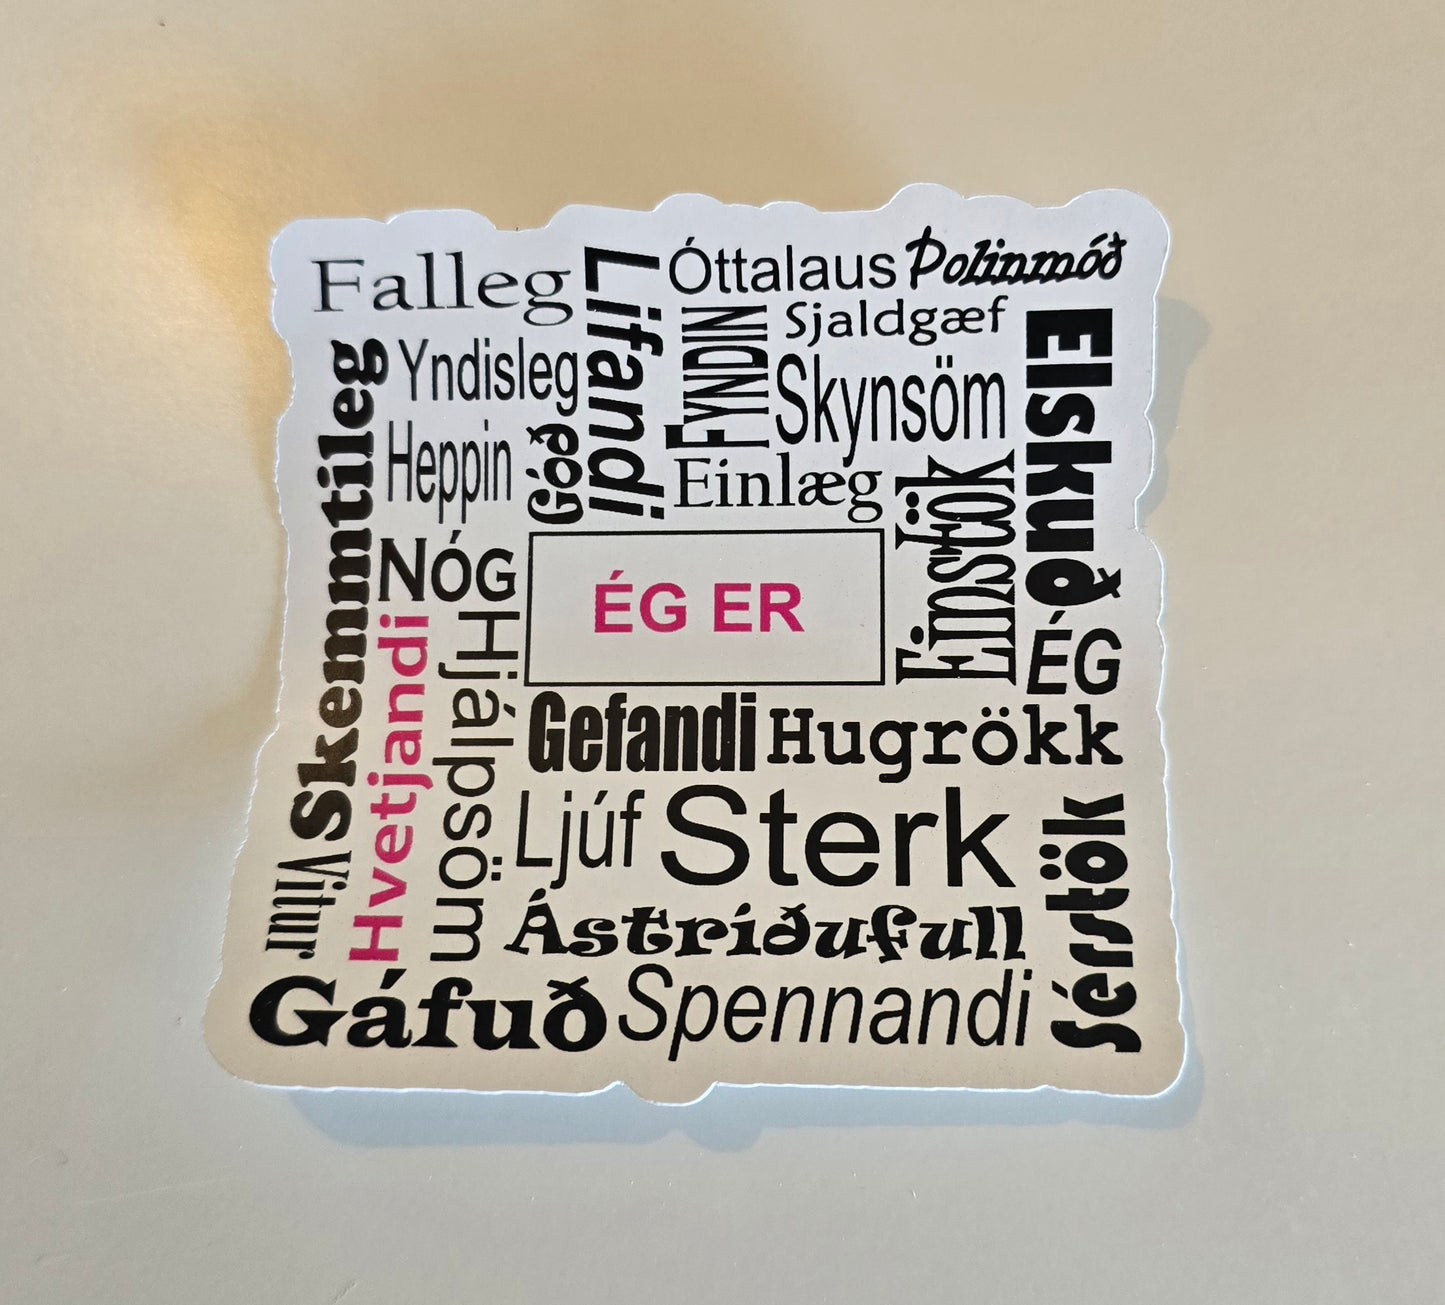 Falleg
Lifandi
Óttalaus
Þolinmóð
Sjaldgæf
FYNDIN
Elskuð
Yndisleg
Skynsöm
Skemmtileg
Heppin
Góð
Einlæg
Einstök
NÓG
ÉG ER
ÉG
Hvetjandi
Hjálpsöm
Gefandi
Hugrökk
Ljúf
Sterk
Sérstök
Vitur
Ástríðufull
Gáfuð
Spennandi